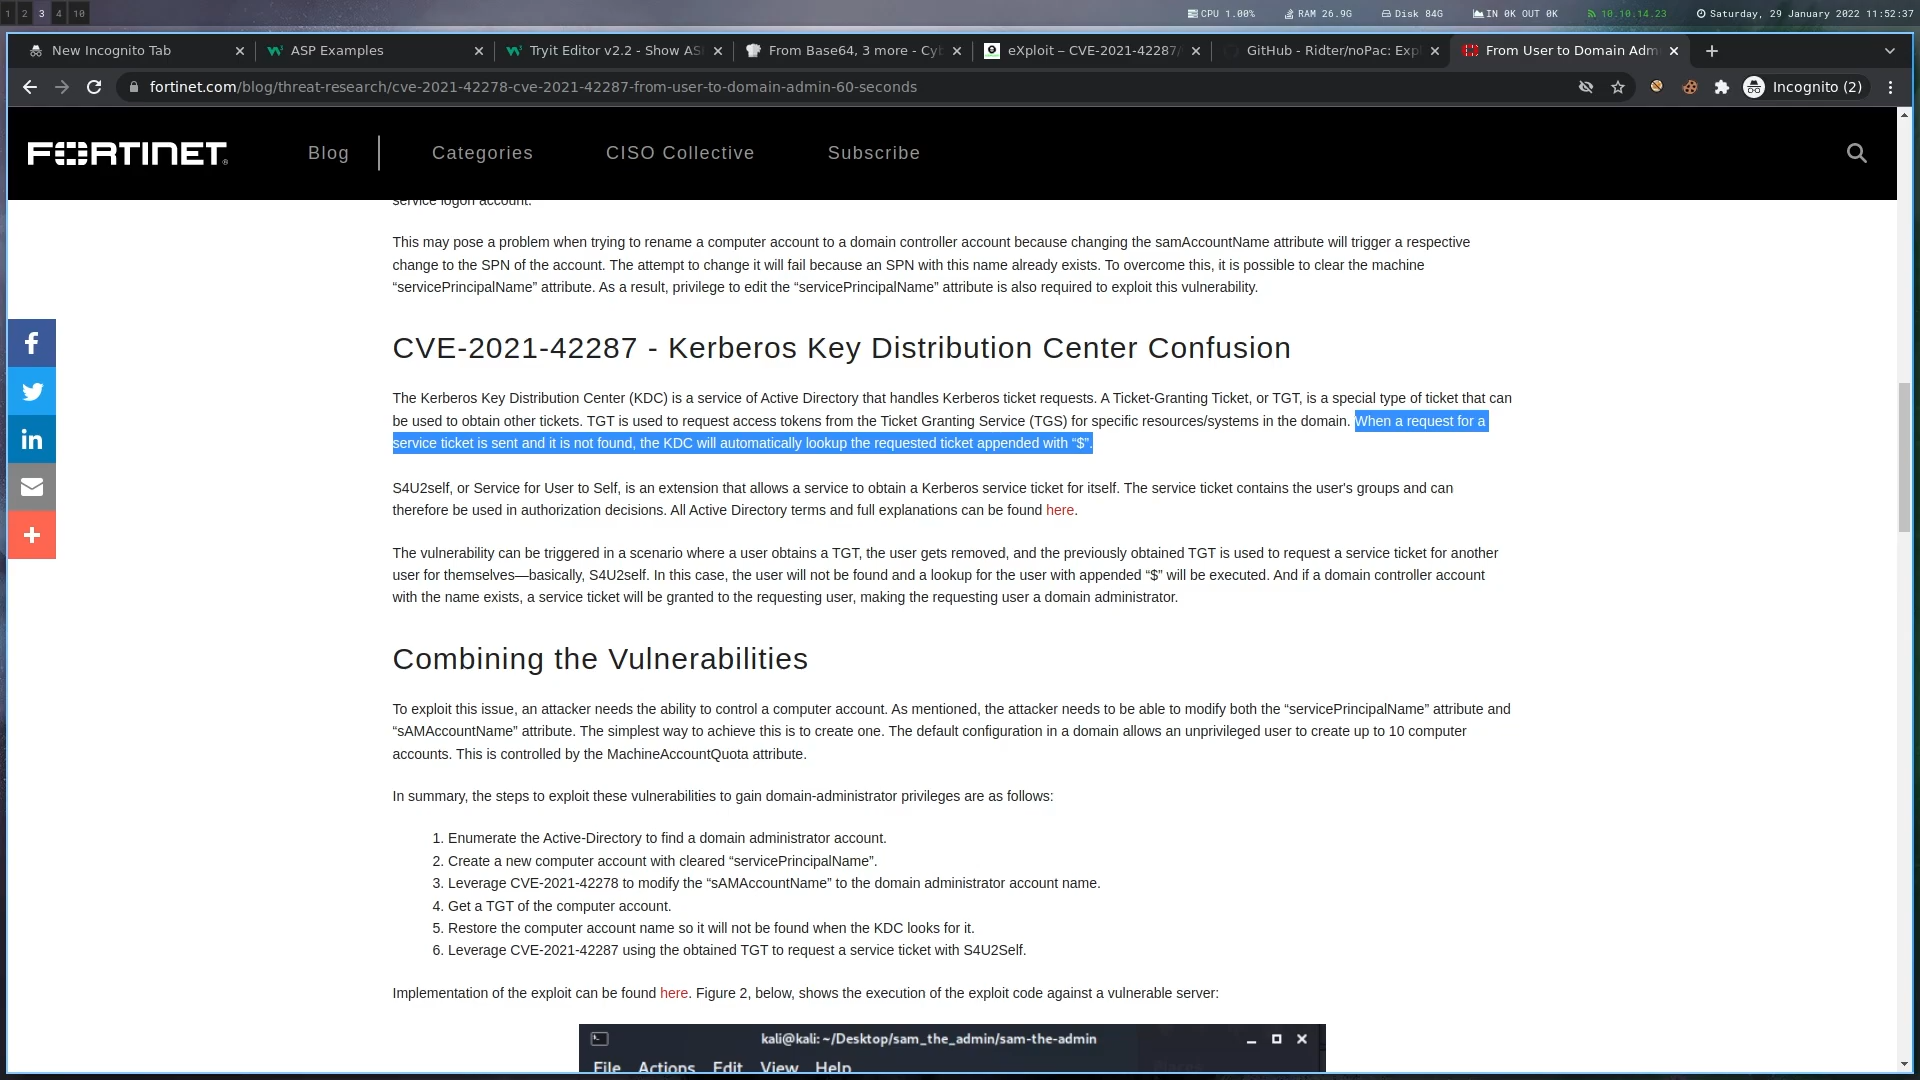 1 2 3 4 10 CPU 1.00% RAM 26.9G Disk 84G IN 0K OUT 0K 10.10.14.23 Saturday, 29 January 2022 11:52:37
New Incognito Tab ASP Examples Tryit Editor v2.2 - Show AS From Base64, 3 more - Cyb eXploit – CVE-2021-42287/ GitHub - Ridter/noPac: Exp From User to Domain Adm
fortinet.com/blog/threat-research/cve-2021-42278-cve-2021-42287-from-user-to-domain-admin-60-seconds Incognito (2)
FORTINET Blog Categories CISO Collective Subscribe
service logon account.
This may pose a problem when trying to rename a computer account to a domain controller account because changing the samAccountName attribute will trigger a respective
change to the SPN of the account. The attempt to change it will fail because an SPN with this name already exists. To overcome this, it is possible to clear the machine
“servicePrincipalName” attribute. As a result, privilege to edit the “servicePrincipalName” attribute is also required to exploit this vulnerability.
CVE-2021-42287 - Kerberos Key Distribution Center Confusion
The Kerberos Key Distribution Center (KDC) is a service of Active Directory that handles Kerberos ticket requests. A Ticket-Granting Ticket, or TGT, is a special type of ticket that can
be used to obtain other tickets. TGT is used to request access tokens from the Ticket Granting Service (TGS) for specific resources/systems in the domain. When a request for a
service ticket is sent and it is not found, the KDC will automatically lookup the requested ticket appended with “$”.
S4U2self, or Service for User to Self, is an extension that allows a service to obtain a Kerberos service ticket for itself. The service ticket contains the user's groups and can
therefore be used in authorization decisions. All Active Directory terms and full explanations can be found here.
The vulnerability can be triggered in a scenario where a user obtains a TGT, the user gets removed, and the previously obtained TGT is used to request a service ticket for another
user for themselves—basically, S4U2self. In this case, the user will not be found and a lookup for the user with appended “$” will be executed. And if a domain controller account
with the name exists, a service ticket will be granted to the requesting user, making the requesting user a domain administrator.
Combining the Vulnerabilities
To exploit this issue, an attacker needs the ability to control a computer account. As mentioned, the attacker needs to be able to modify both the “servicePrincipalName” attribute and
“sAMAccountName” attribute. The simplest way to achieve this is to create one. The default configuration in a domain allows an unprivileged user to create up to 10 computer
accounts. This is controlled by the MachineAccountQuota attribute.
In summary, the steps to exploit these vulnerabilities to gain domain-administrator privileges are as follows:
1. Enumerate the Active-Directory to find a domain administrator account.
2. Create a new computer account with cleared “servicePrincipalName”.
3. Leverage CVE-2021-42278 to modify the “sAMAccountName” to the domain administrator account name.
4. Get a TGT of the computer account.
5. Restore the computer account name so it will not be found when the KDC looks for it.
6. Leverage CVE-2021-42287 using the obtained TGT to request a service ticket with S4U2Self.
Implementation of the exploit can be found here. Figure 2, below, shows the execution of the exploit code against a vulnerable server:
kali@kali: ~/Desktop/sam_the_admin/sam-the-admin
File Actions Edit View Help